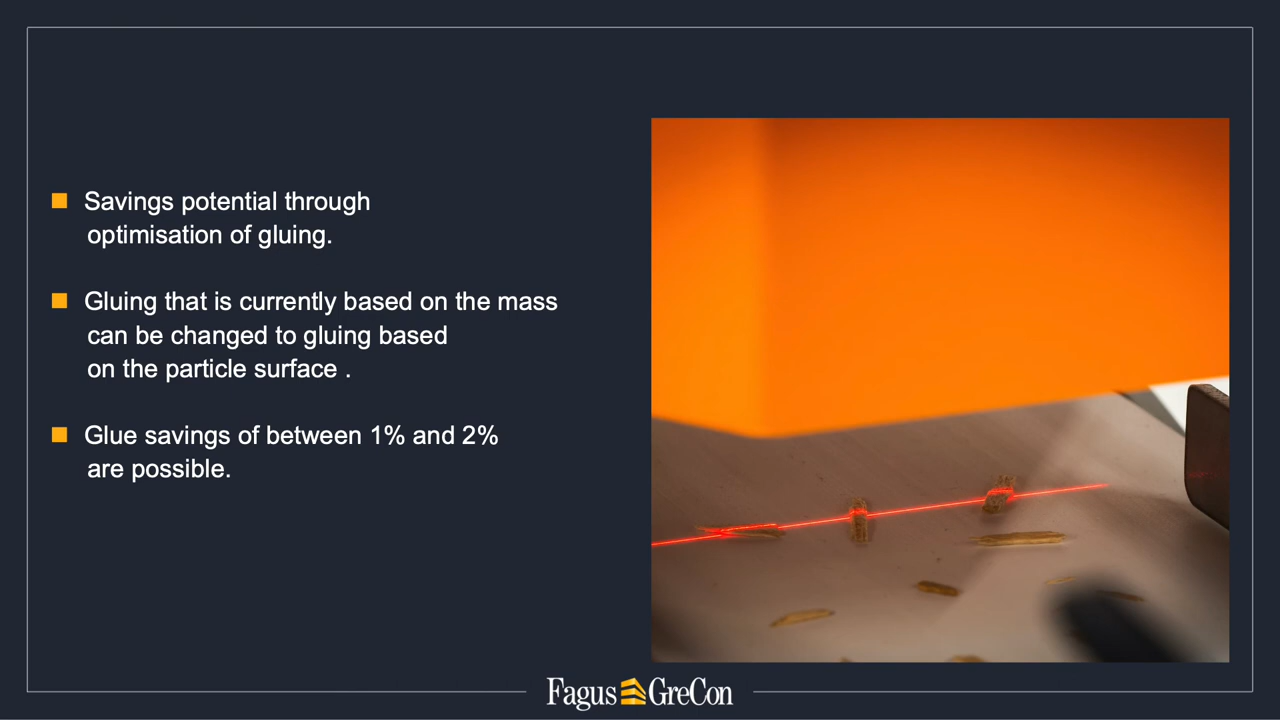 Savings potential through
optimisation of gluing.
Gluing that is currently based on the mass
can be changed to gluing based
on the particle surface .
Glue savings of between 1% and 2%
are possible.
Fagus GreCon